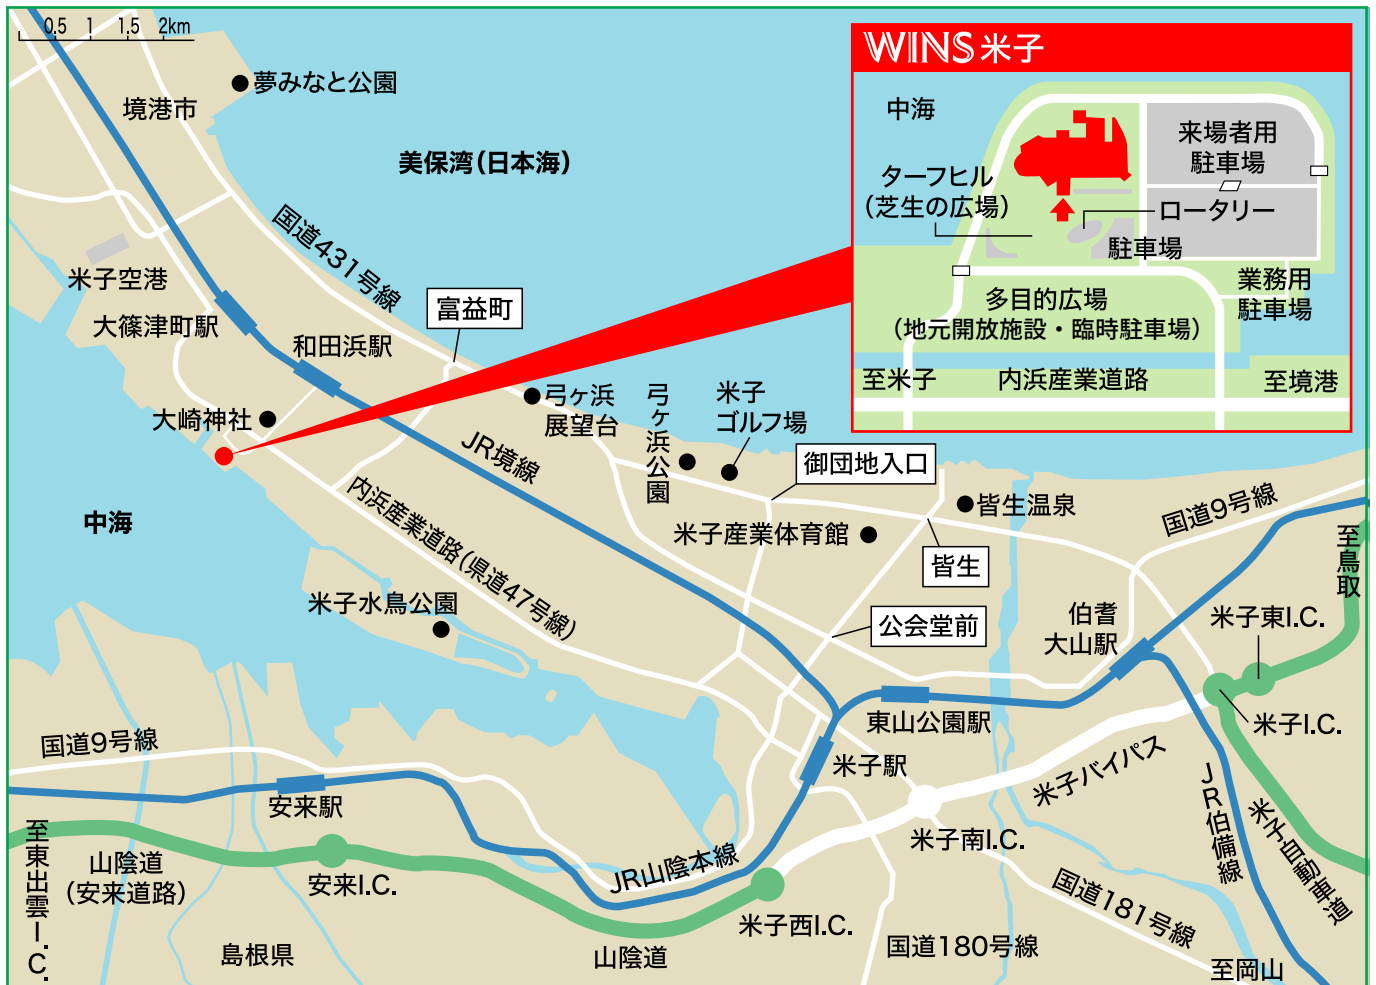 0.5 1 1.5 2km
夢みなと公園
境港市
美保湾(日本海)
国道431号線
米子空港
大篠津町駅
富益町
和田浜駅
大崎神社
弓ヶ浜
展望台
弓ヶ浜公園
米子
ゴルフ場
JR境線
御団地入口
中海
内浜産業道路(県道47号線)
米子産業体育館
皆生温泉
国道9号線
至鳥取
皆生
米子水鳥公園
公会堂前
伯耆
大山駅
米子東I.C.
東山公園駅
米子I.C.
国道9号線
米子駅
米子バイパス
安来駅
JR伯備線
米子自動車道
至東出雲I.C.
山陰道
(安来道路)
安来I.C.
JR山陰本線
米子南I.C.
国道181号線
米子西I.C.
島根県
山陰道
国道180号線
至岡山
WINS米子
中海
来場者用
駐車場
ターフヒル
(芝生の広場)
ロータリー
駐車場
業務用
駐車場
多目的広場
(地元開放施設・臨時駐車場)
至米子
内浜産業道路
至境港